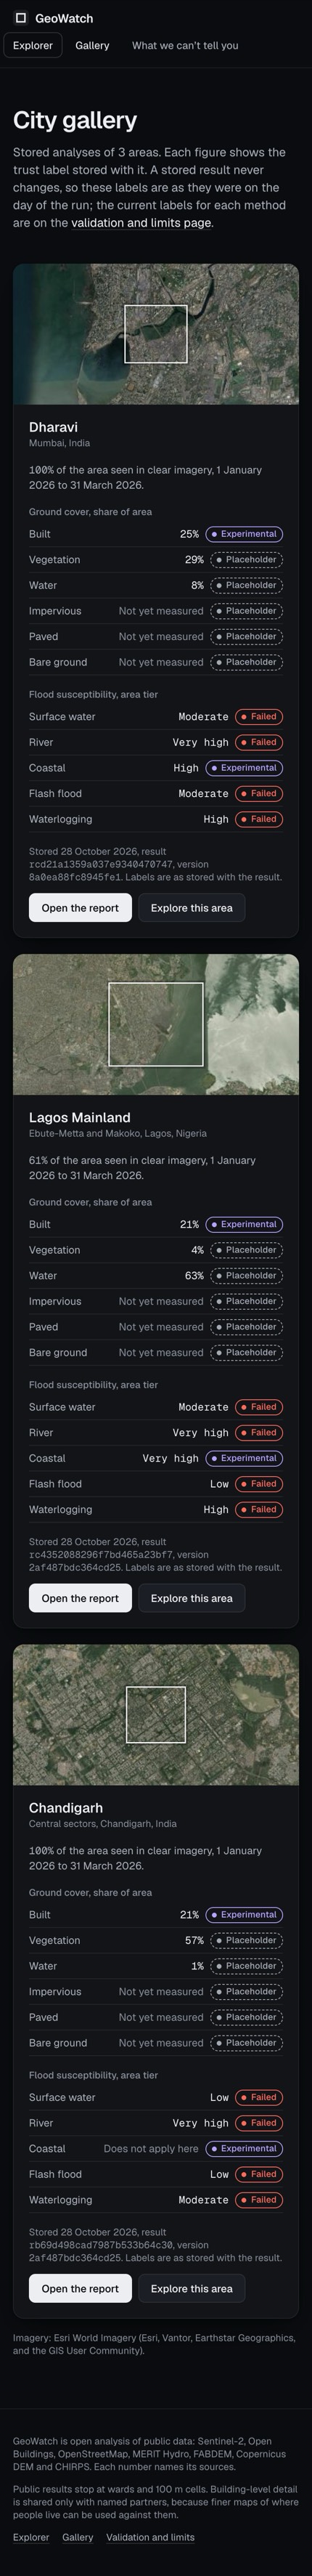 GeoWatch
Explorer Gallery What we can't tell you
City gallery
Stored analyses of 3 areas. Each figure shows the
trust label stored with it. A stored result never
changes, so these labels are as they were on the
day of the run; the current labels for each method
are on the validation and limits page.
Dharavi
Mumbai, India
100% of the area seen in clear imagery, 1 January
2026 to 31 March 2026.
Ground cover, share of area
Built 25% Experimental
Vegetation 29% Placeholder
Water 8% Placeholder
Impervious Not yet measured Placeholder
Paved Not yet measured Placeholder
Bare ground Not yet measured Placeholder
Flood susceptibility, area tier
Surface water Moderate Failed
River Very high Failed
Coastal High Experimental
Flash flood Moderate Failed
Waterlogging High Failed
Stored 28 October 2026, result
rcd21a1359a037e9340470747, version
8a0ea88fc8945fe1. Labels are as stored with the result.
Open the report Explore this area
Lagos Mainland
Ebute-Metta and Makoko, Lagos, Nigeria
61% of the area seen in clear imagery, 1 January
2026 to 31 March 2026.
Ground cover, share of area
Built 21% Experimental
Vegetation 4% Placeholder
Water 63% Placeholder
Impervious Not yet measured Placeholder
Paved Not yet measured Placeholder
Bare ground Not yet measured Placeholder
Flood susceptibility, area tier
Surface water Moderate Failed
River Very high Failed
Coastal Very high Experimental
Flash flood Low Failed
Waterlogging High Failed
Stored 28 October 2026, result
rc4352088296f7bd465a23bf7, version
2af487bdc364cd25. Labels are as stored with the result.
Open the report Explore this area
Chandigarh
Central sectors, Chandigarh, India
100% of the area seen in clear imagery, 1 January
2026 to 31 March 2026.
Ground cover, share of area
Built 21% Experimental
Vegetation 57% Placeholder
Water 1% Placeholder
Impervious Not yet measured Placeholder
Paved Not yet measured Placeholder
Bare ground Not yet measured Placeholder
Flood susceptibility, area tier
Surface water Low Failed
River Very high Failed
Coastal Does not apply here Experimental
Flash flood Low Failed
Waterlogging Moderate Failed
Stored 28 October 2026, result
rb69d498cad7987b533b64c30, version
2af487bdc364cd25. Labels are as stored with the result.
Open the report Explore this area
Imagery: Esri World Imagery (Esri, Vantor, Earthstar Geographics,
and the GIS User Community).
GeoWatch is open analysis of public data: Sentinel-2, Open
Buildings, OpenStreetMap, MERIT Hydro, FABDEM, Copernicus
DEM and CHIRPS. Each number names its sources.
Public results stop at wards and 100 m cells. Building-level detail
is shared only with named partners, because finer maps of where
people live can be used against them.
Explorer Gallery Validation and limits